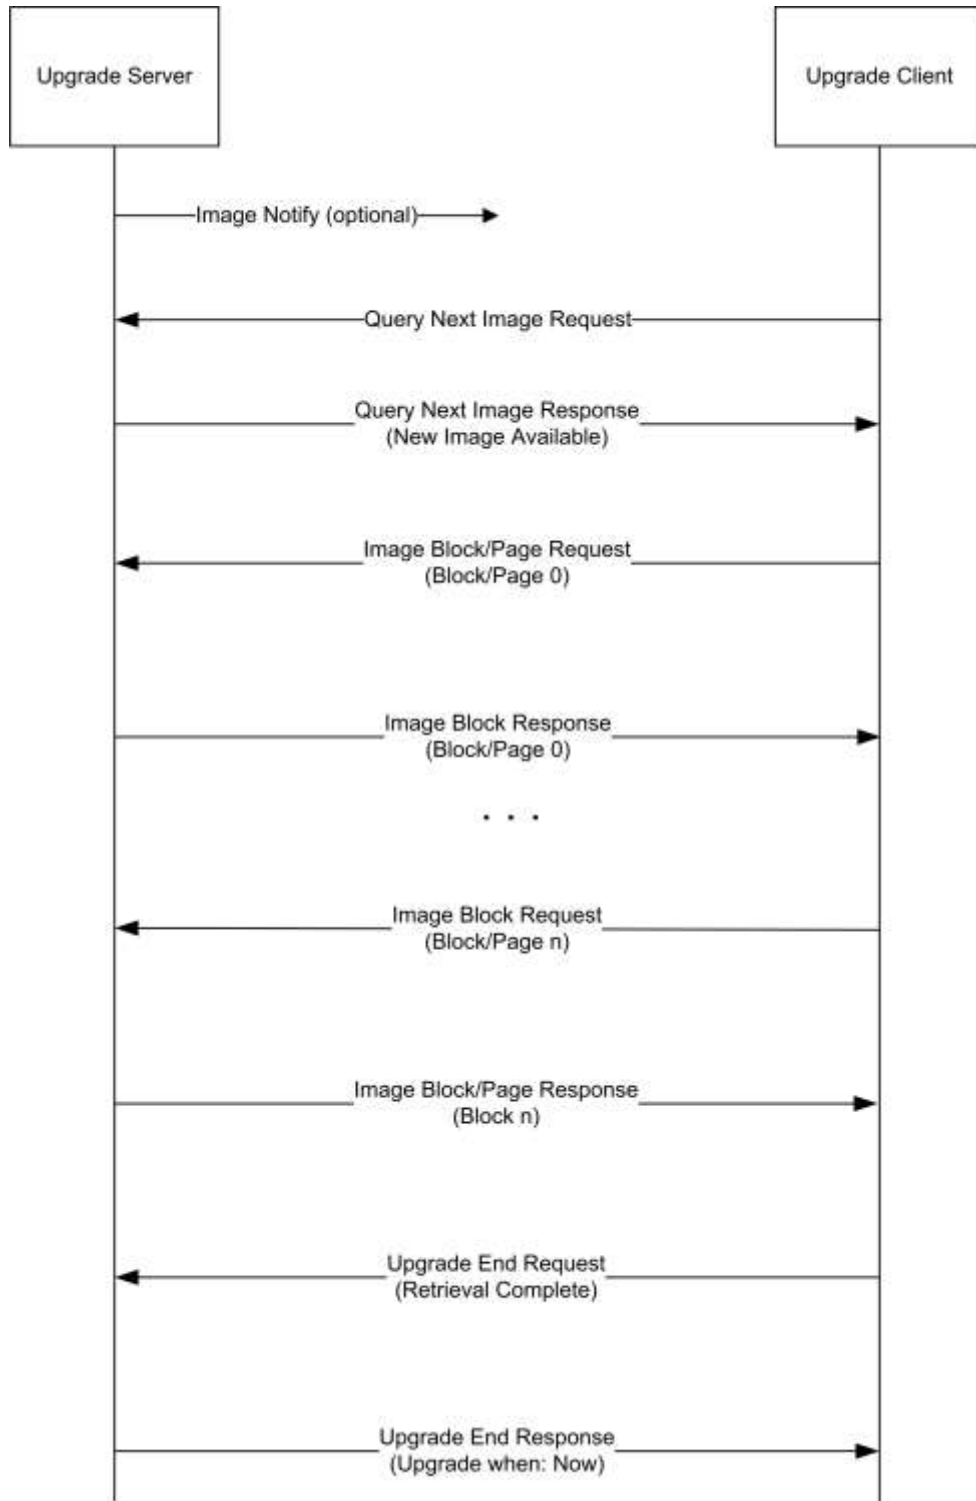 Upgrade Server
Upgrade Client
Image Notify (optional)
Query Next Image Request
Query Next Image Response
(New Image Available)
Image Block/Page Request
(Block/Page 0)
Image Block Response
(Block/Page 0)
. . .
Image Block Request
(Block/Page n)
Image Block/Page Response
(Block n)
Upgrade End Request
(Retrieval Complete)
Upgrade End Response
(Upgrade when: Now)